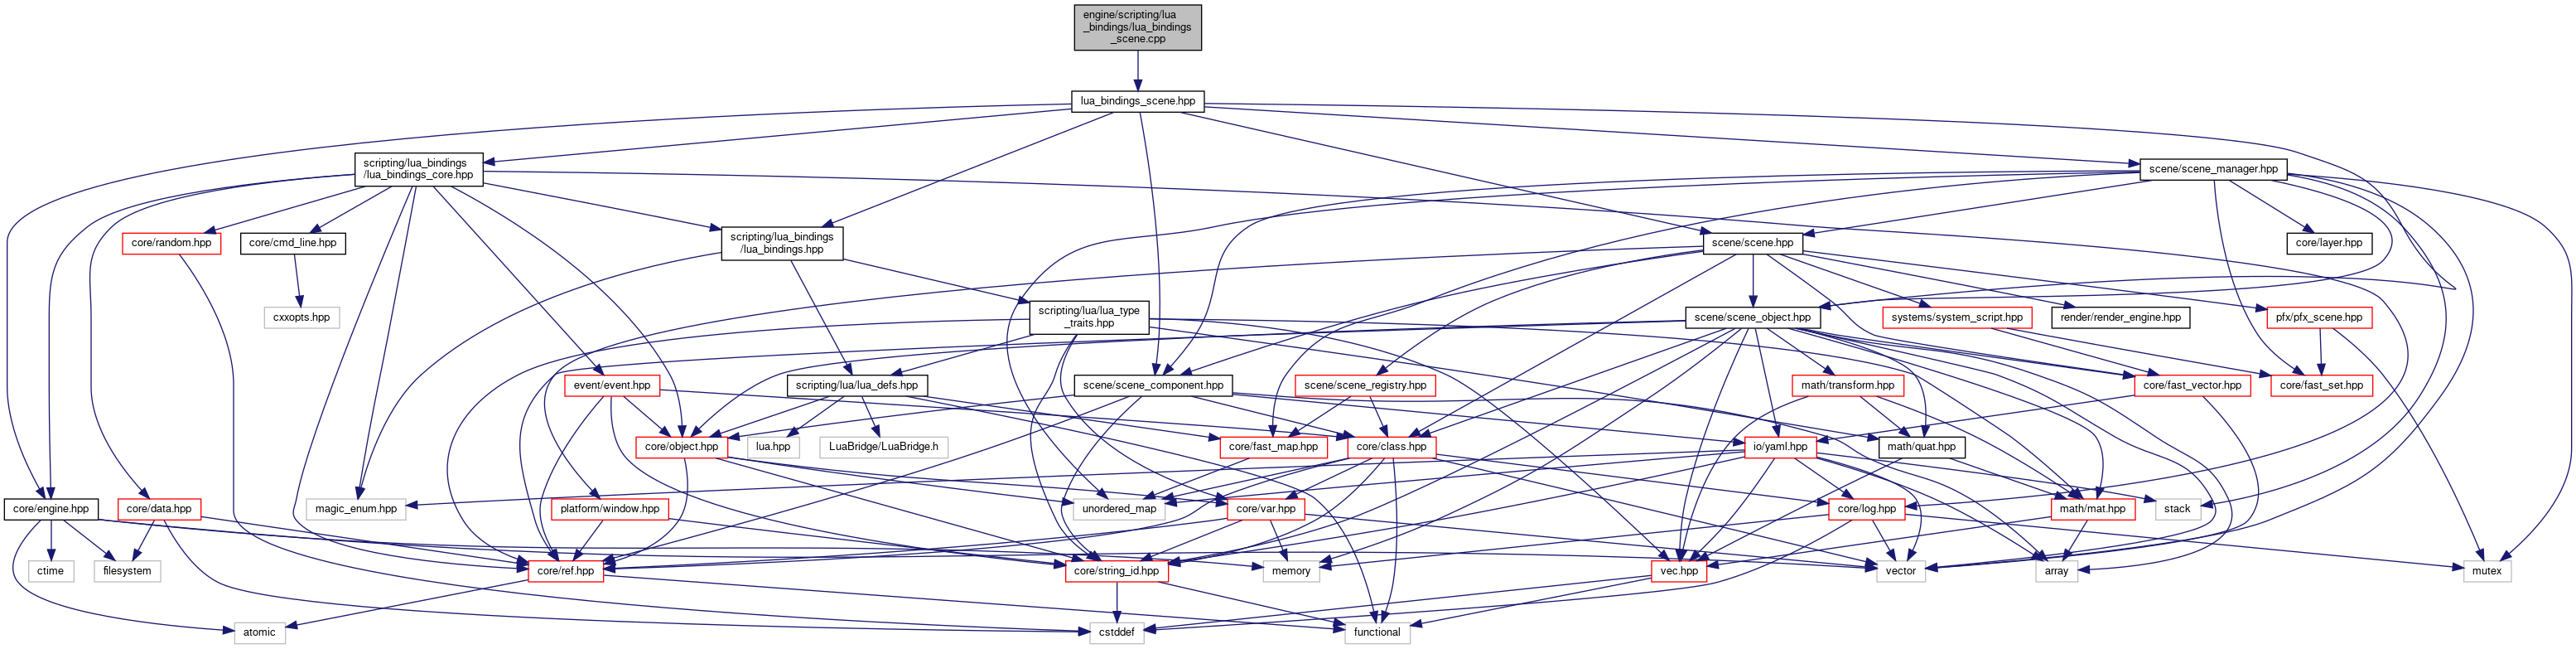 engine/scripting/lua
_bindings/lua_bindings
_scene.cpp
lua_bindings_scene.hpp
scripting/lua_bindings
/lua_bindings_core.hpp
scene/scene_manager.hpp
core/random.hpp
core/cmd_line.hpp
scripting/lua_bindings
/lua_bindings.hpp
scene/scene.hpp
core/layer.hpp
cxxopts.hpp
scripting/lua/lua_type
_traits.hpp
scene/scene_object.hpp
systems/system_script.hpp
render/render_engine.hpp
pfx/pfx_scene.hpp
event/event.hpp
scripting/lua/lua_defs.hpp
scene/scene_component.hpp
scene/scene_registry.hpp
math/transform.hpp
core/fast_vector.hpp
core/fast_set.hpp
core/object.hpp
lua.hpp
LuaBridge/LuaBridge.h
core/fast_map.hpp
core/class.hpp
io/yaml.hpp
math/quat.hpp
core/engine.hpp
core/data.hpp
magic_enum.hpp
platform/window.hpp
unordered_map
core/var.hpp
core/log.hpp
math/mat.hpp
stack
ctime
filesystem
core/ref.hpp
core/string_id.hpp
memory
vec.hpp
vector
array
mutex
atomic
cstddef
functional